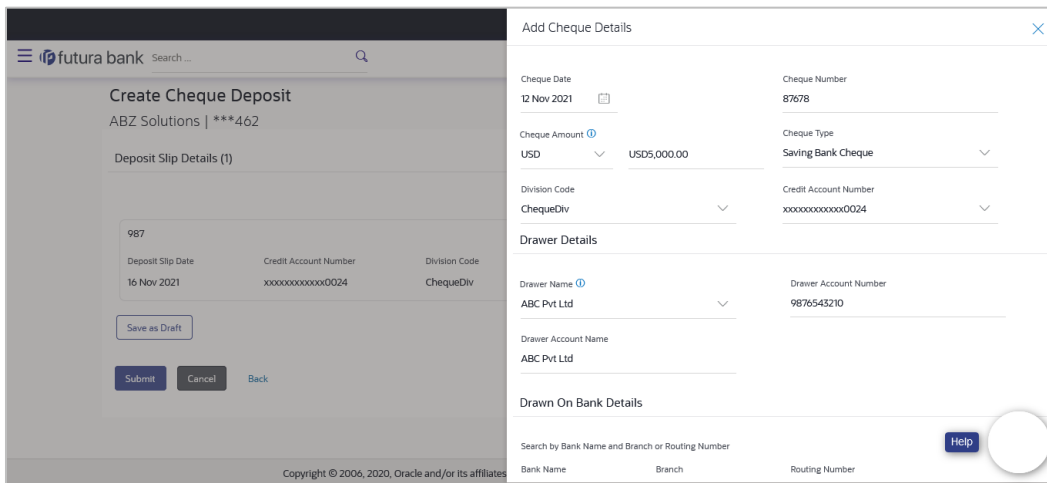 futura bank Search ...
Create Cheque Deposit
ABZ Solutions | ***462
Deposit Slip Details (1)
987
Deposit Slip Date Credit Account Number Division Code
16 Nov 2021 xxxxxxxxxxxx0024 ChequeDiv
Save as Draft
Submit Cancel Back
Copyright © 2006, 2020, Oracle and/or its affiliates
Add Cheque Details
Cheque Date Cheque Number
12 Nov 2021 87678
Cheque Amount Cheque Type
USD USD5,000.00 Saving Bank Cheque
Division Code Credit Account Number
ChequeDiv xxxxxxxxxxxx0024
Drawer Details
Drawer Name Drawer Account Number
ABC Pvt Ltd 9876543210
Drawer Account Name
ABC Pvt Ltd
Drawn On Bank Details
Help
Search by Bank Name and Branch or Routing Number
Bank Name Branch Routing Number